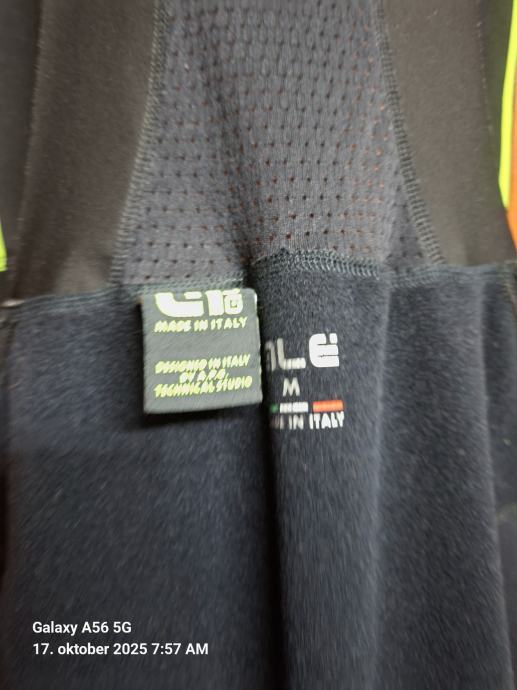 MADE IN ITALY
DESIGNED IN ITALY
BY A.P.G.
TECHNICAL STUDIO
ALÉ
M
IN ITALY
Galaxy A56 5G
17. oktober 2025 7:57 AM